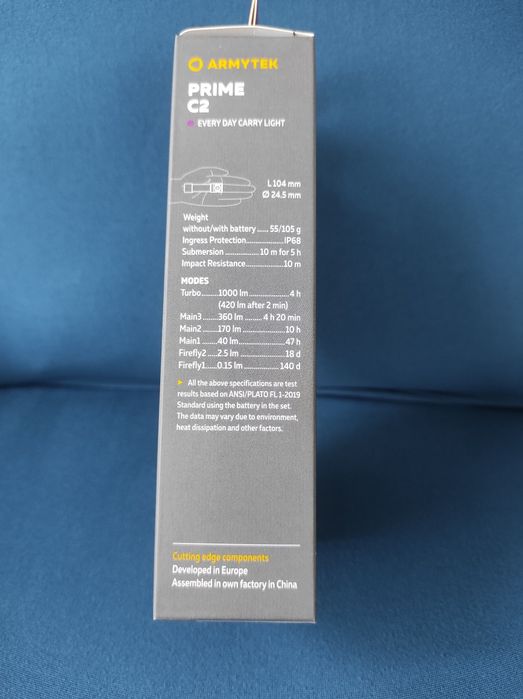 ARMYTEK
PRIME
C2
EVERY DAY CARRY LIGHT
L 104 mm
Ø 24.5 mm
Weight
without/with battery ..... 55/105 g
Ingress Protection.................IP68
Submersion ............... 10 m for 5 h
Impact Resistance.................10 m
MODES
Turbo.......1000 lm..................4 h
(420 lm after 2 min)
Main3 ....360 lm ........ 4 h 20 min
Main2 ....170 lm ....................10 h
Main1 .....40 lm......................47 h
Firefly2 ....2.5 lm .....................18 d
Firefly1....0.15 lm ..................140 d
➤ All the above specifications are test
results based on ANSI/PLATO FL 1-2019
Standard using the battery in the set.
The data may vary due to environment,
heat dissipation and other factors.
Cutting edge components
Developed in Europe
Assembled in own factory in China